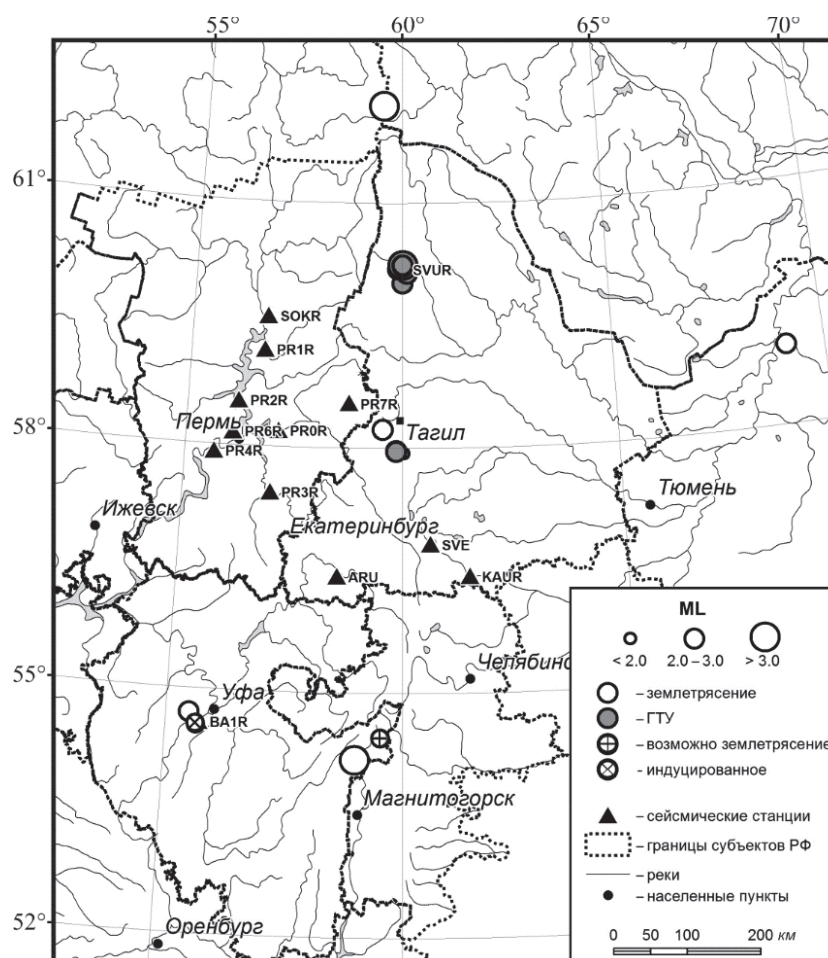 55° 60° 65° 70°
61°
SVUR
SOKR
PR1R
PR2R
PR7R
58°
Пермь
PR6R
PR0R
Тагил
PR4R
PR3R
Тюмень
Ижевск
Екатеринбург
SVE
ARU
KAUR
55°
Челябинс
Уфа
BA1R
Магнитогорск
52°
Оренбург
ML
< 2.0 2.0 – 3.0 > 3.0
– землетрясение
– ГТУ
– возможно землетрясение
- индуцированное
– сейсмические станции
– границы субъектов РФ
– реки
– населенные пункты
0 50 100 200 км